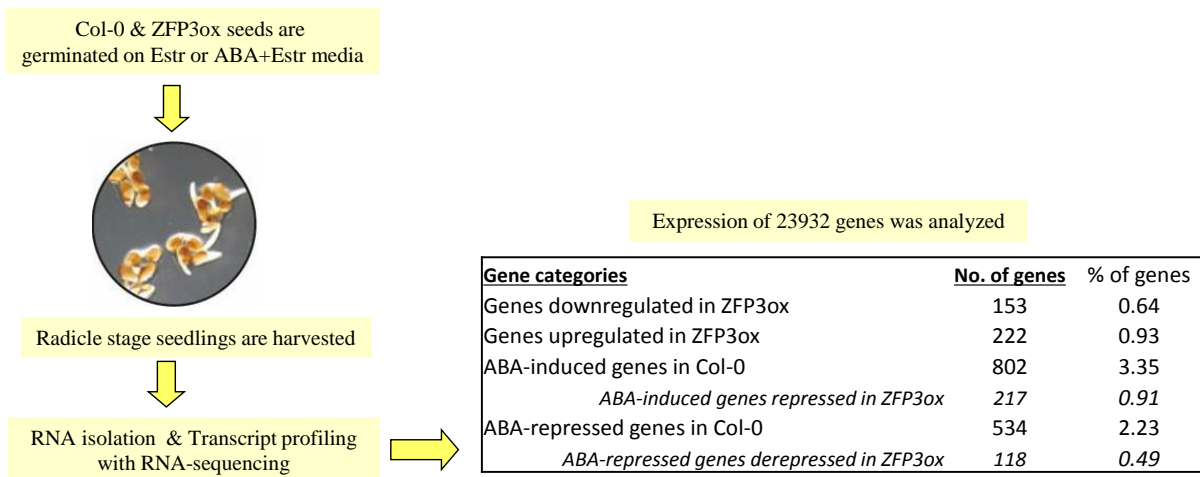 Col-0 & ZFP3ox seeds are
germinated on Estr or ABA+Estr media
Radicle stage seedlings are harvested
RNA isolation & Transcript profiling
with RNA-sequencing
Expression of 23932 genes was analyzed
Gene categories No. of genes % of genes
Genes downregulated in ZFP3ox 153 0.64
Genes upregulated in ZFP3ox 222 0.93
ABA-induced genes in Col-0 802 3.35
ABA-induced genes repressed in ZFP3ox 217 0.91
ABA-repressed genes in Col-0 534 2.23
ABA-repressed genes derepressed in ZFP3ox 118 0.49